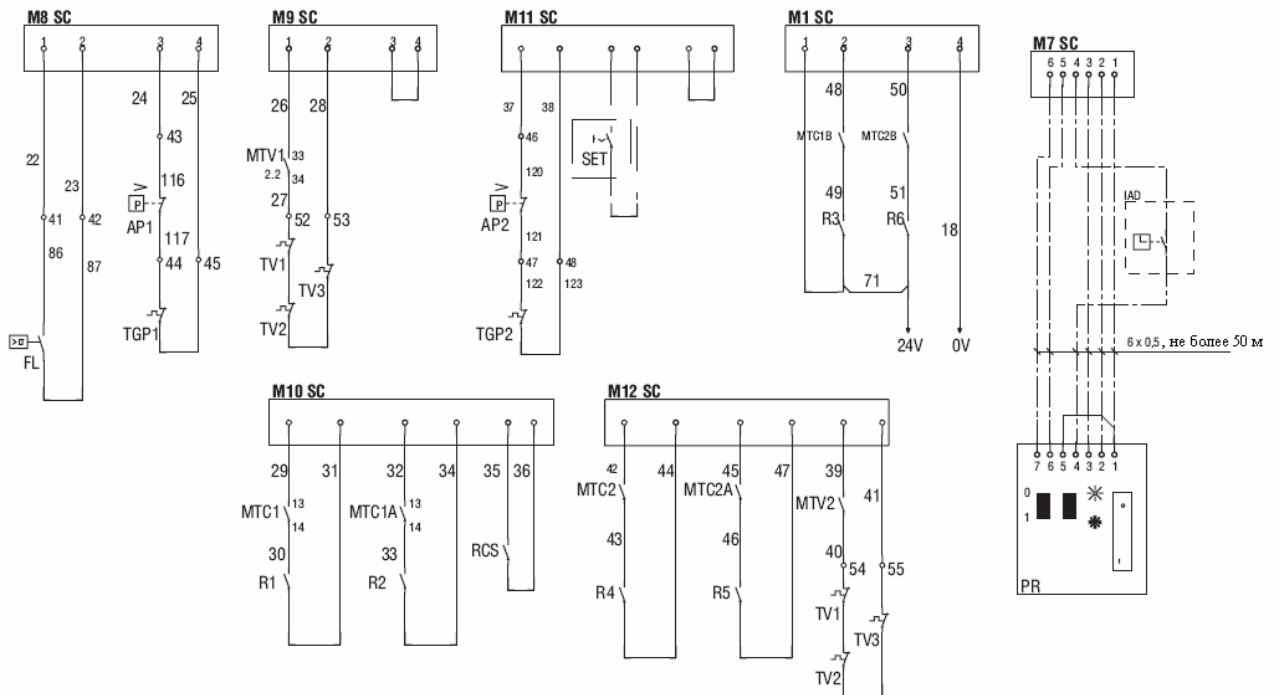 M8 SC
1 2 3 4
24 25
43
22
23
116
V
P
AP1
41 42
86 87
117
44 45
TGP1
FL
M9 SC
1 2 3 4
26 28
MTV1 33
2.2 34
27
52 53
TV1
TV3
TV2
M11 SC
37 38
46
SET
120
V
P
AP2
121
47 48
122 123
TGP2
M1 SC
1 2 3 4
48 50
MTC1B MTC2B
49 51
R3 R6 18
71
24V 0V
M7 SC
6 5 4 3 2 1
IAD
6 x 0,5, не более 50 м
7 6 5 4 3 2 1
0
1
PR
M10 SC
29 31 32 34 35 36
MTC1 13
14
MTC1A 13
14
30 33 RCS
R1 R2
M12 SC
42 44 45 47 39 41
MTC2 MTC2A MTV2
43 46 40
54 55
R4 R5 TV1
TV3
TV2